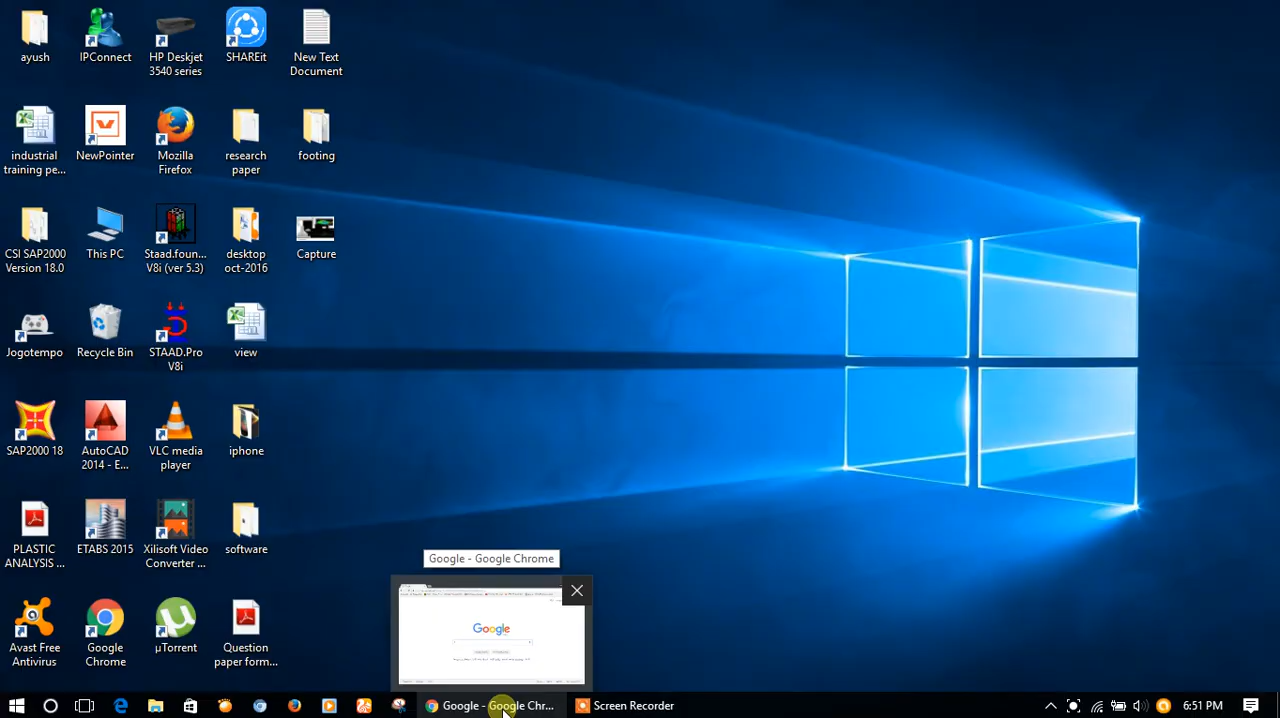 ayush
IPConnect
HP Deskjet
3540 series
SHAREit
New Text
Document
industrial
training pe...
NewPointer
Mozilla
Firefox
research
paper
footing
CSI SAP2000
Version 18.0
This PC
Staad.foun...
V8i (ver 5.3)
desktop
oct-2016
Capture
Jogotempo
Recycle Bin
STAAD.Pro
V8i
view
SAP2000 18
AutoCAD
2014 - E...
VLC media
player
iphone
PLASTIC
ANALYSIS ...
ETABS 2015
Xilisoft Video
Converter ...
software
Avast Free
Antivirus
Google
Chrome
µTorrent
Question
Conman...
Google - Google Chrome
Google
Google - Google Chr...
Screen Recorder
6:51 PM